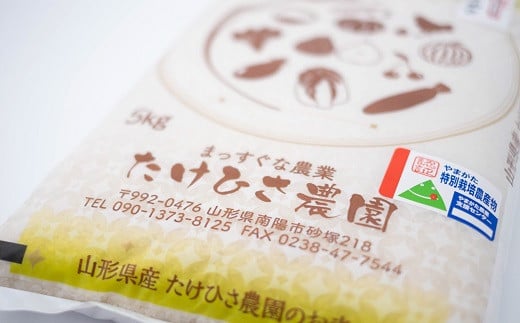 5kg
まっすぐな農業
たけひさ農園
〒992-0476 山形県南陽市砂塚218
TEL 090-1373-8125 FAX 0238-47-7544
やまがた
特別栽培農産物
山形県産 たけひさ農園のお米